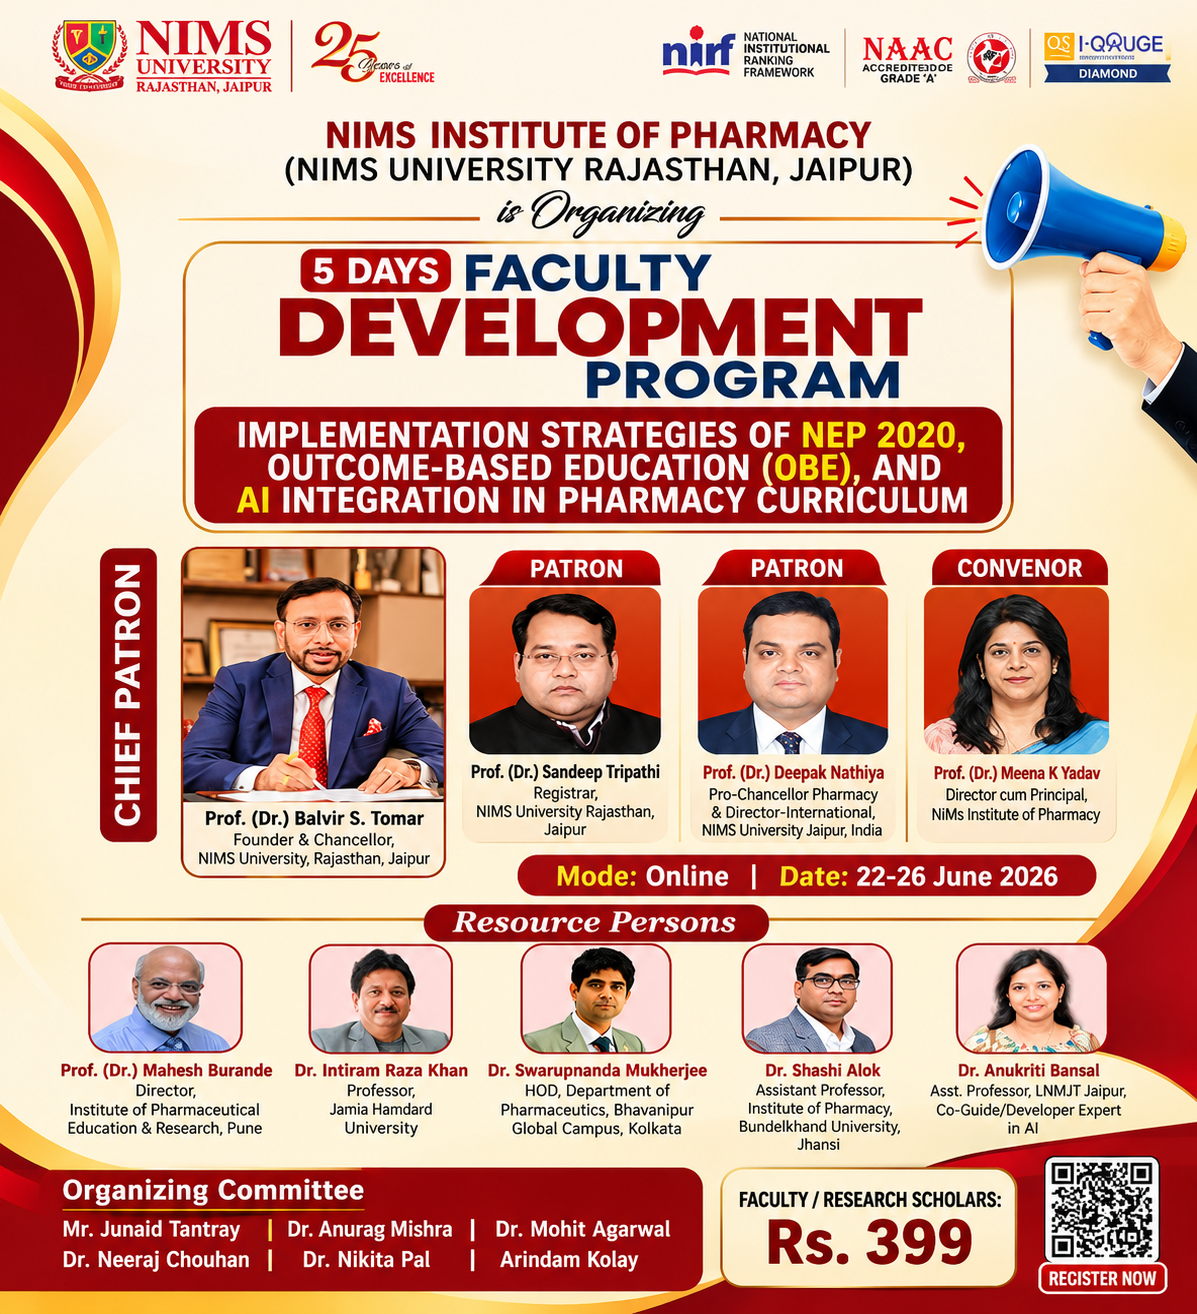 NIMS
UNIVERSITY
RAJASTHAN, JAIPUR
25 Years of
EXCELLENCE
nirf
NATIONAL
INSTITUTIONAL
RANKING
FRAMEWORK
NAAC
ACCREDITEDOE
GRADE 'A'
QS I·QAUGE
DIAMOND
NIMS INSTITUTE OF PHARMACY
(NIMS UNIVERSITY RAJASTHAN, JAIPUR)
is Organizing
5 DAYS FACULTY
DEVELOPMENT
PROGRAM
IMPLEMENTATION STRATEGIES OF NEP 2020,
OUTCOME-BASED EDUCATION (OBE), AND
AI INTEGRATION IN PHARMACY CURRICULUM
CHIEF PATRON
Prof. (Dr.) Balvir S. Tomar
Founder & Chancellor,
NIMS University, Rajasthan, Jaipur
PATRON
Prof. (Dr.) Sandeep Tripathi
Registrar,
NIMS University Rajasthan,
Jaipur
PATRON
Prof. (Dr.) Deepak Nathiya
Pro-Chancellor Pharmacy
& Director-International,
NIMS University Jaipur, India
CONVENOR
Prof. (Dr.) Meena K Yadav
Director cum Principal,
NiMs Institute of Pharmacy
Mode: Online | Date: 22-26 June 2026
Resource Persons
Prof. (Dr.) Mahesh Burande
Director,
Institute of Pharmaceutical
Education & Research, Pune
Dr. Intiram Raza Khan
Professor,
Jamia Hamdard
University
Dr. Swarupnanda Mukherjee
HOD, Department of
Pharmaceutics, Bhavanipur
Global Campus, Kolkata
Dr. Shashi Alok
Assistant Professor,
Institute of Pharmacy,
Bundelkhand University,
Jhansi
Dr. Anukriti Bansal
Asst. Professor, LNMJT Jaipur,
Co-Guide/Developer Expert
in AI
Organizing Committee
Mr. Junaid Tantray | Dr. Anurag Mishra | Dr. Mohit Agarwal
Dr. Neeraj Chouhan | Dr. Nikita Pal | Arindam Kolay
FACULTY / RESEARCH SCHOLARS:
Rs. 399
RECISTER NOW